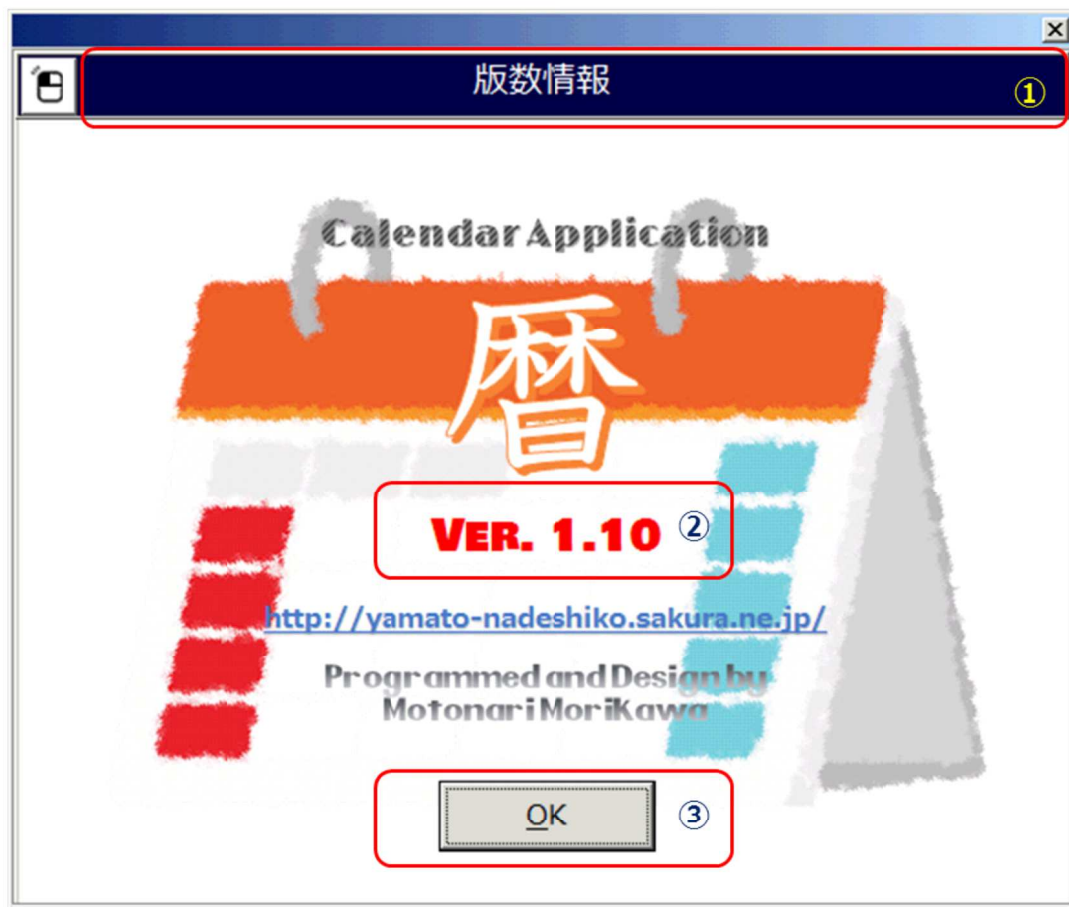 版数情報
①
Calendar Application
暦
VER. 1.10 ②
http://yamato-nadeshiko.sakura.ne.jp/
Programmed and Design by
Motonari MoriKawa
OK ③